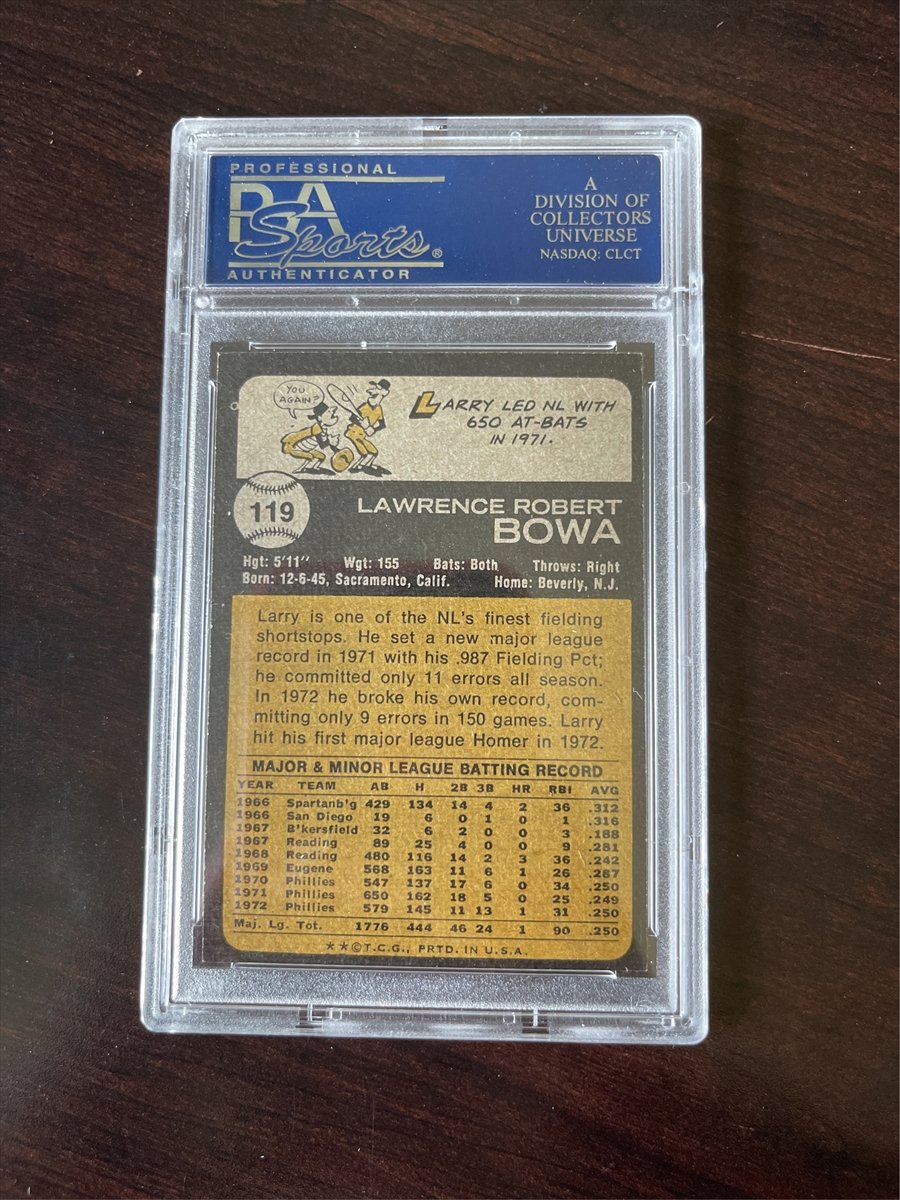 PROFESSIONAL
PSA
Sports®
AUTHENTICATOR
A
DIVISION OF
COLLECTORS
UNIVERSE
NASDAQ: CLCT
YOU
AGAIN?
LARRY LED NL WITH
650 AT-BATS
IN 1971.
119
LAWRENCE ROBERT
BOWA
Hgt: 5'11" Wgt: 155 Bats: Both Throws: Right
Born: 12-6-45, Sacramento, Calif. Home: Beverly, N.J.
Larry is one of the NL's finest fielding
shortstops. He set a new major league
record in 1971 with his .987 Fielding Pct;
he committed only 11 errors all season.
In 1972 he broke his own record, com-
mitting only 9 errors in 150 games. Larry
hit his first major league Homer in 1972.
MAJOR & MINOR LEAGUE BATTING RECORD
YEAR TEAM AB H 2B 3B HR RBI AVG
1966 Spartanb'g 429 134 14 4 2 36 .312
1966 San Diego 19 6 0 1 0 1 .316
1967 B'kersfield 32 6 2 0 0 3 .188
1967 Reading 89 25 4 0 0 9 .281
1968 Reading 480 116 14 2 3 36 .242
1969 Eugene 568 163 11 6 1 26 .287
1970 Phillies 547 137 17 6 0 34 .250
1971 Phillies 650 162 18 5 0 25 .249
1972 Phillies 579 145 11 13 1 31 .250
Maj. Lg. Tot. 1776 444 46 24 1 90 .250
**©T.C.G., PRTD. IN U.S.A.